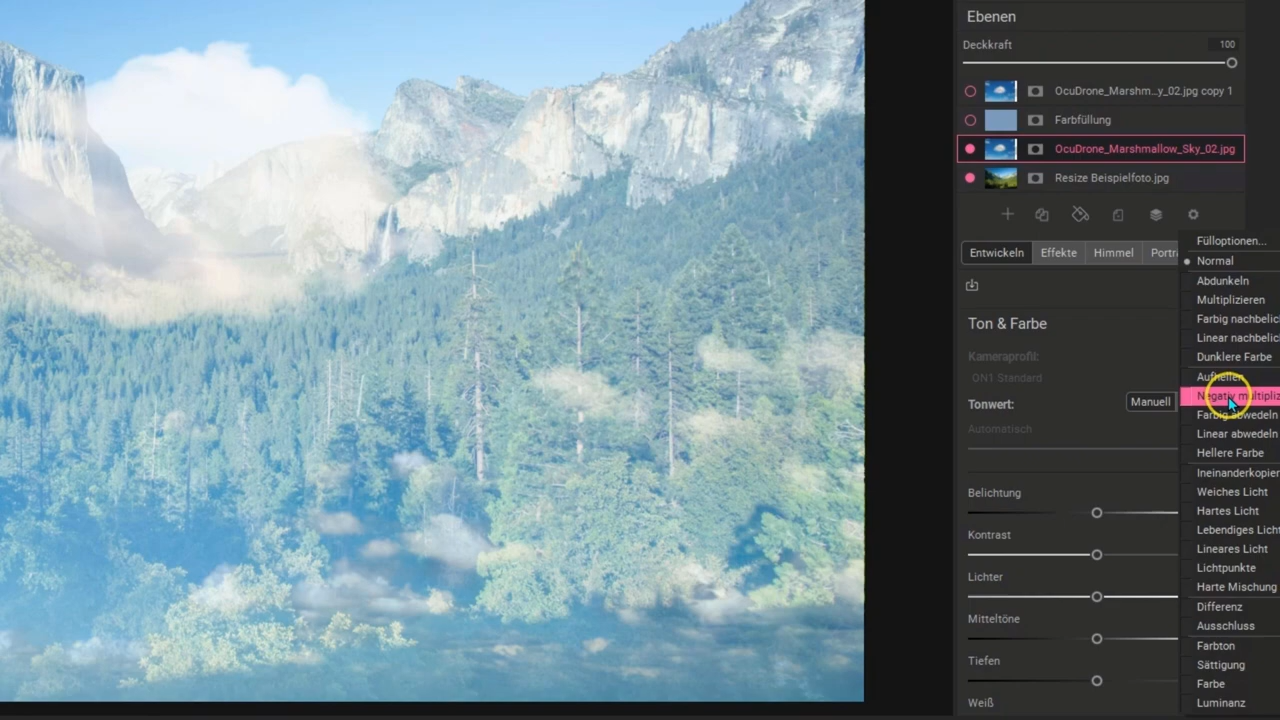 Ebenen
Deckkraft 100
OcuDrone_Marshm...y_02.jpg copy 1
Farbfüllung
OcuDrone_Marshmallow_Sky_02.jpg
Resize Beispielfoto.jpg
Entwickeln Effekte Himmel Portri
Ton & Farbe
Kameraprofil:
ON1 Standard
Tonwert: Manuell
Automatisch
Belichtung
Kontrast
Lichter
Mitteltöne
Tiefen
Weiß
Fülloptionen...
Normal
Abdunkeln
Multiplizieren
Farbig nachbelic
Linear nachbelic
Dunklere Farbe
Aufhellen
Negativ multipliz
Farbig abwedeln
Linear abwedeln
Hellere Farbe
Ineinanderkopier
Weiches Licht
Hartes Licht
Lebendiges Licht
Lineares Licht
Lichtpunkte
Harte Mischung
Differenz
Ausschluss
Farbton
Sättigung
Farbe
Luminanz